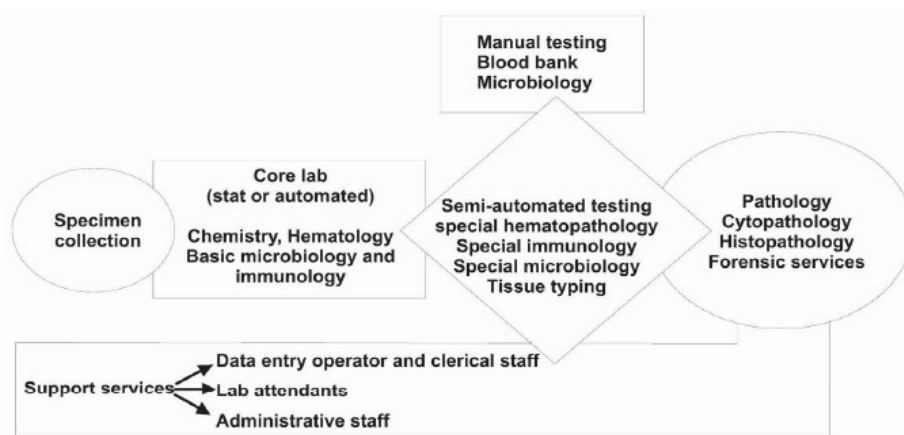 Manual testing
Blood bank
Microbiology
Specimen
collection
Core lab
(stat or automated)
Chemistry, Hematology
Basic microbiology and
immunology
Semi-automated testing
special hematopathology
Special immunology
Special microbiology
Tissue typing
Pathology
Cytopathology
Histopathology
Forensic services
Support services
Data entry operator and clerical staff
Lab attendants
Administrative staff